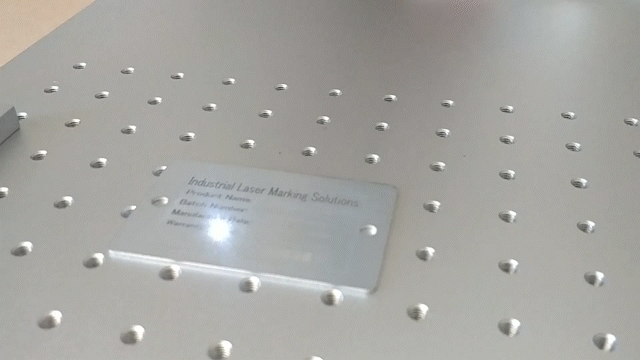 Industrial Laser Marking Solutions
Product Name:
Batch Number:
Manufacture Date: